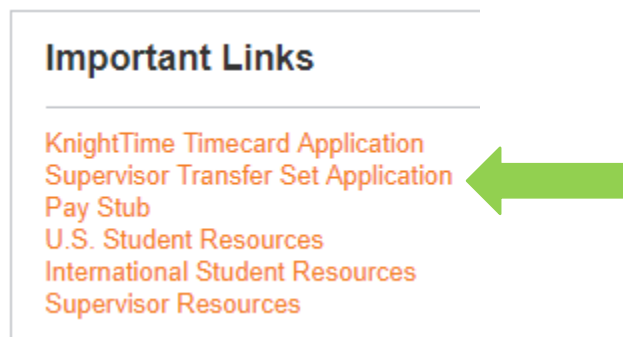 Important Links
KnightTime Timecard Application
Supervisor Transfer Set Application
Pay Stub
U.S. Student Resources
International Student Resources
Supervisor Resources